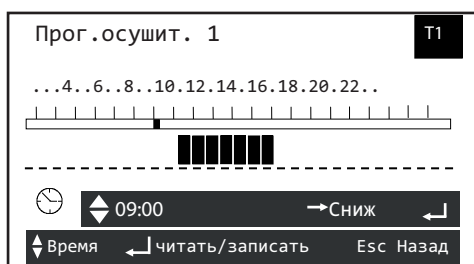 Прог.осушит. 1
T1
...4..6..8..10.12.14.16.18.20.22..
09:00 →Сниж
Время читать/записать Esc Назад